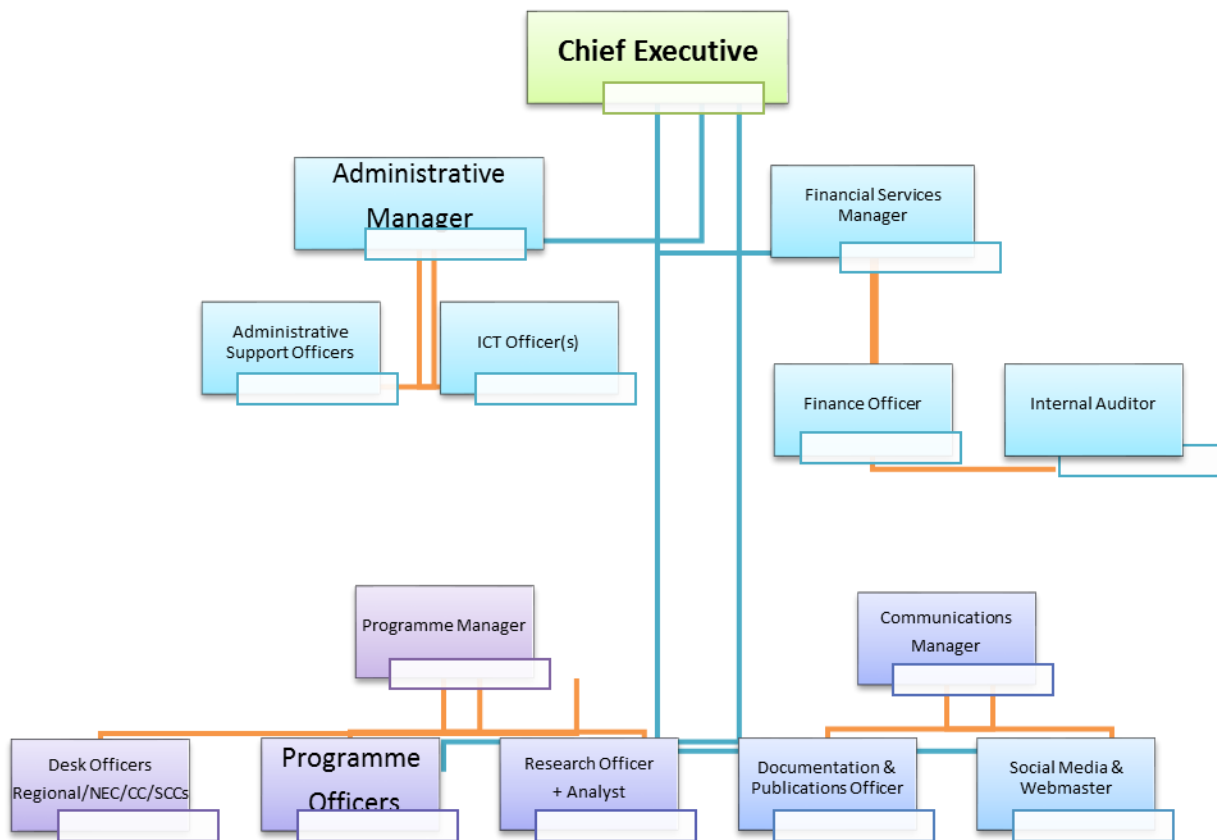 Chief Executive
Administrative
Manager
Financial Services
Manager
Administrative
Support Officers
ICT Officer(s)
Finance Officer
Internal Auditor
Programme Manager
Communications
Manager
Desk Officers
Regional/NEC/CC/SCCs
Programme
Officers
Research Officer
+ Analyst
Documentation &
Publications Officer
Social Media &
Webmaster